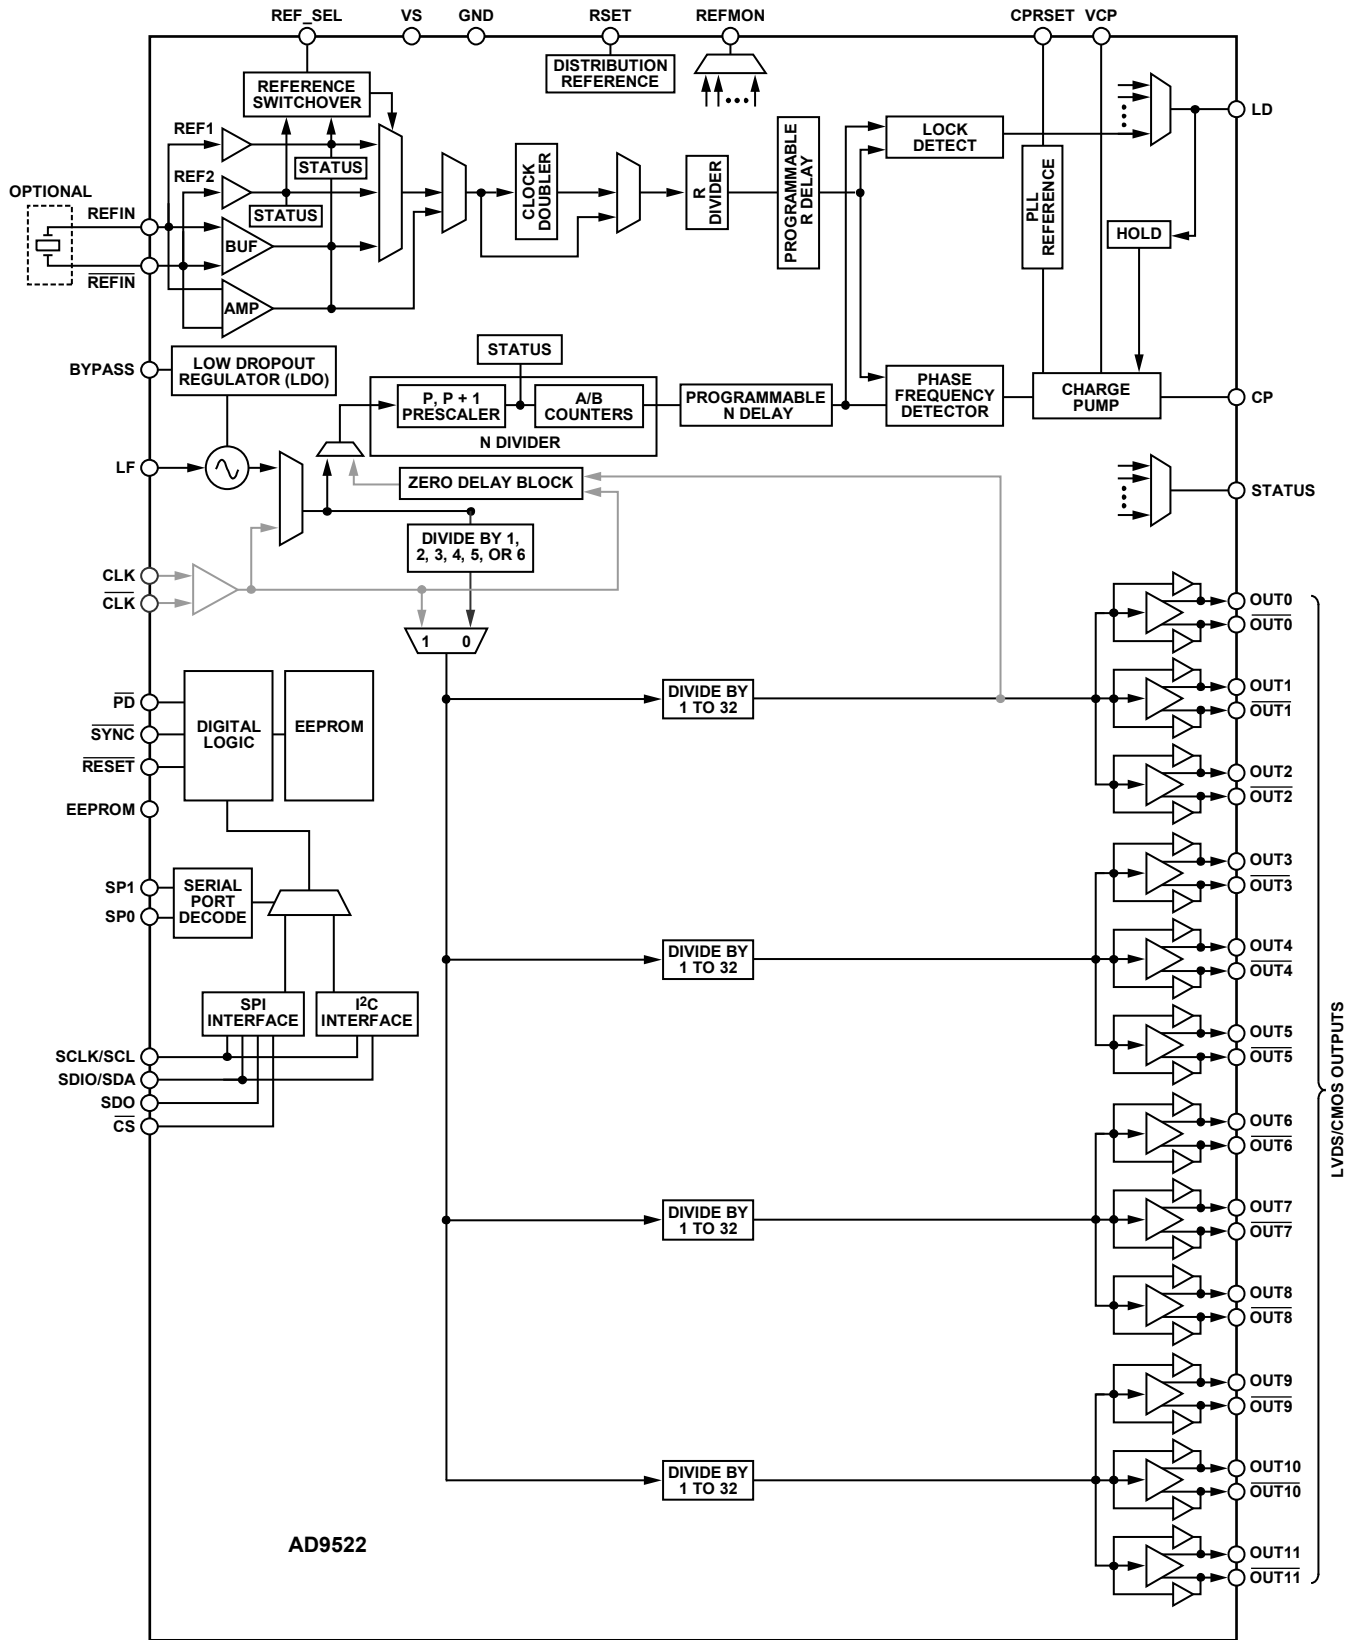 REF_SEL
VS
GND
RSET
REFMON
CPRSET
VCP
DISTRIBUTION
REFERENCE
REFERENCE
SWITCHOVER
REF1
REF2
STATUS
STATUS
OPTIONAL
REFIN
REFIN
BUF
AMP
CLOCK
DOUBLER
R
DIVIDER
PROGRAMMABLE
R DELAY
LOCK
DETECT
PLL
REFERENCE
LD
HOLD
BYPASS
LOW DROPOUT
REGULATOR (LDO)
STATUS
P, P + 1
PRESCALER
A/B
COUNTERS
N DIVIDER
PROGRAMMABLE
N DELAY
PHASE
FREQUENCY
DETECTOR
CHARGE
PUMP
CP
LF
ZERO DELAY BLOCK
STATUS
DIVIDE BY 1,
2, 3, 4, 5, OR 6
CLK
CLK
1
0
PD
SYNC
RESET
EEPROM
DIGITAL
LOGIC
EEPROM
SP1
SP0
SERIAL
PORT
DECODE
SPI
INTERFACE
I2C
INTERFACE
SCLK/SCL
SDIO/SDA
SDO
CS
DIVIDE BY
1 TO 32
DIVIDE BY
1 TO 32
DIVIDE BY
1 TO 32
DIVIDE BY
1 TO 32
OUT0
OUT0
OUT1
OUT1
OUT2
OUT2
OUT3
OUT3
OUT4
OUT4
OUT5
OUT5
OUT6
OUT6
OUT7
OUT7
OUT8
OUT8
OUT9
OUT9
OUT10
OUT10
OUT11
OUT11
LVDS/CMOS OUTPUTS
AD9522